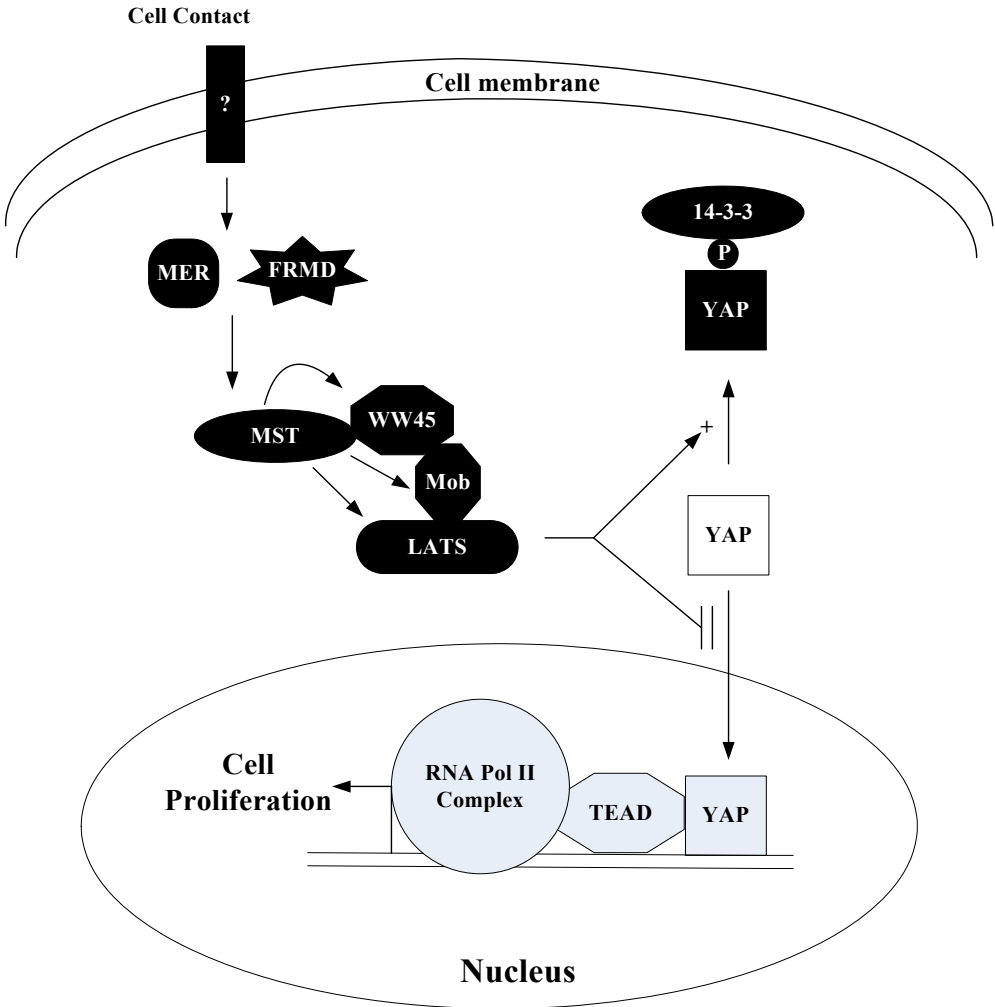 Cell Contact
Cell membrane
?
14-3-3
P
MER
FRMD
YAP
WW45
MST
+
Mob
YAP
LATS
Cell
Proliferation
RNA Pol II
Complex
TEAD
YAP
Nucleus